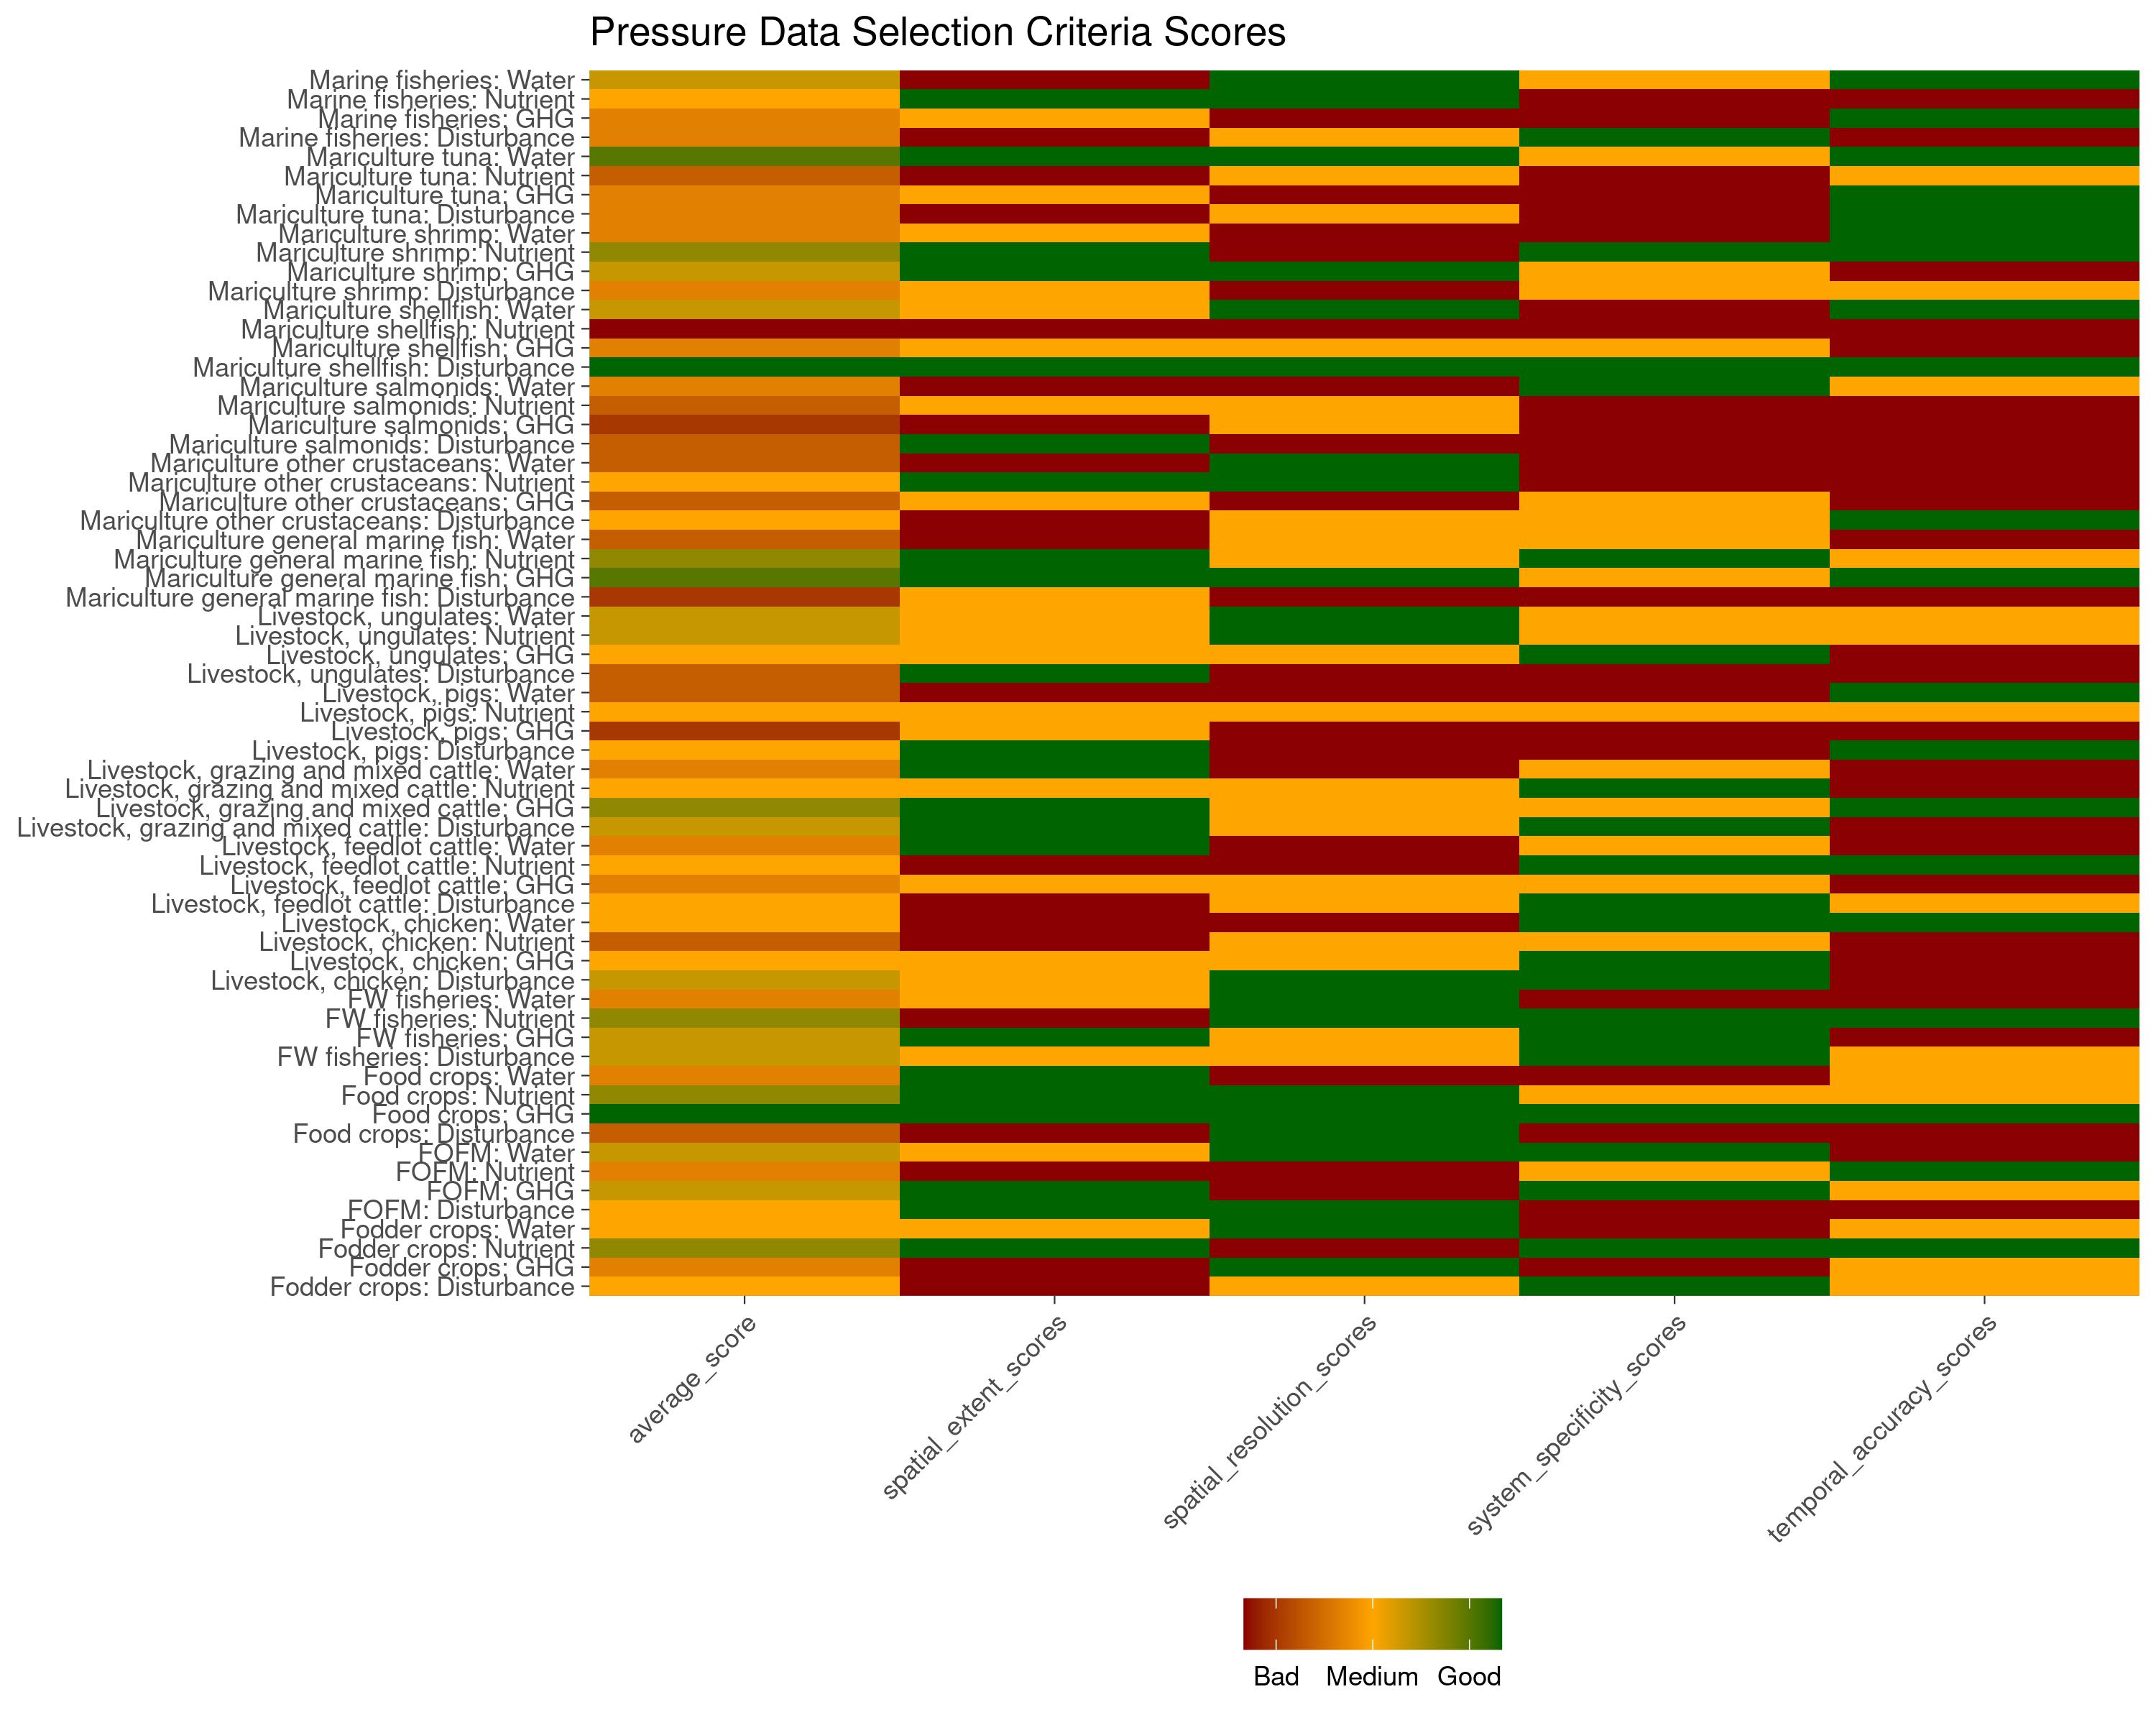 Pressure Data Selection Criteria Scores
Marine fisheries: Water
Marine fisheries: Nutrient
Marine fisheries: GHG
Marine fisheries: Disturbance
Mariculture tuna: Water
Mariculture tuna: Nutrient
Mariculture tuna: GHG
Mariculture tuna: Disturbance
Mariculture shrimp: Water
Mariculture shrimp: Nutrient
Mariculture shrimp: GHG
Mariculture shrimp: Disturbance
Mariculture shellfish: Water
Mariculture shellfish: Nutrient
Mariculture shellfish: GHG
Mariculture shellfish: Disturbance
Mariculture salmonids: Water
Mariculture salmonids: Nutrient
Mariculture salmonids: GHG
Mariculture salmonids: Disturbance
Mariculture other crustaceans: Water
Mariculture other crustaceans: Nutrient
Mariculture other crustaceans: GHG
Mariculture other crustaceans: Disturbance
Mariculture general marine fish: Water
Mariculture general marine fish: Nutrient
Mariculture general marine fish: GHG
Mariculture general marine fish: Disturbance
Livestock, ungulates: Water
Livestock, ungulates: Nutrient
Livestock, ungulates: GHG
Livestock, ungulates: Disturbance
Livestock, pigs: Water
Livestock, pigs: Nutrient
Livestock, pigs: GHG
Livestock, pigs: Disturbance
Livestock, grazing and mixed cattle: Water
Livestock, grazing and mixed cattle: Nutrient
Livestock, grazing and mixed cattle: GHG
Livestock, grazing and mixed cattle: Disturbance
Livestock, feedlot cattle: Water
Livestock, feedlot cattle: Nutrient
Livestock, feedlot cattle: GHG
Livestock, feedlot cattle: Disturbance
Livestock, chicken: Water
Livestock, chicken: Nutrient
Livestock, chicken: GHG
Livestock, chicken: Disturbance
FW fisheries: Water
FW fisheries: Nutrient
FW fisheries: GHG
FW fisheries: Disturbance
Food crops: Water
Food crops: Nutrient
Food crops: GHG
Food crops: Disturbance
FOFM: Water
FOFM: Nutrient
FOFM: GHG
FOFM: Disturbance
Fodder crops: Water
Fodder crops: Nutrient
Fodder crops: GHG
Fodder crops: Disturbance
average_score
spatial_extent_scores
spatial_resolution_scores
system_specificity_scores
temporal_accuracy_scores
Bad Medium Good